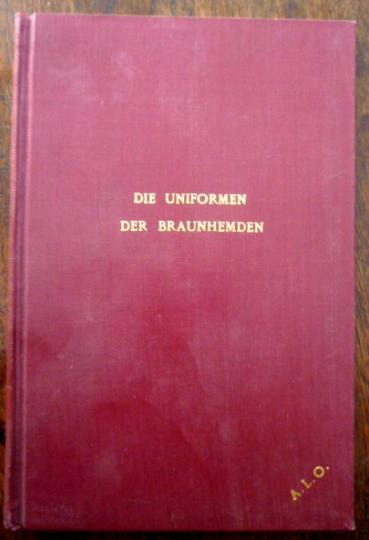 DIE UNIFORMEN
DER BRAUNHEMDEN
A.L.O.